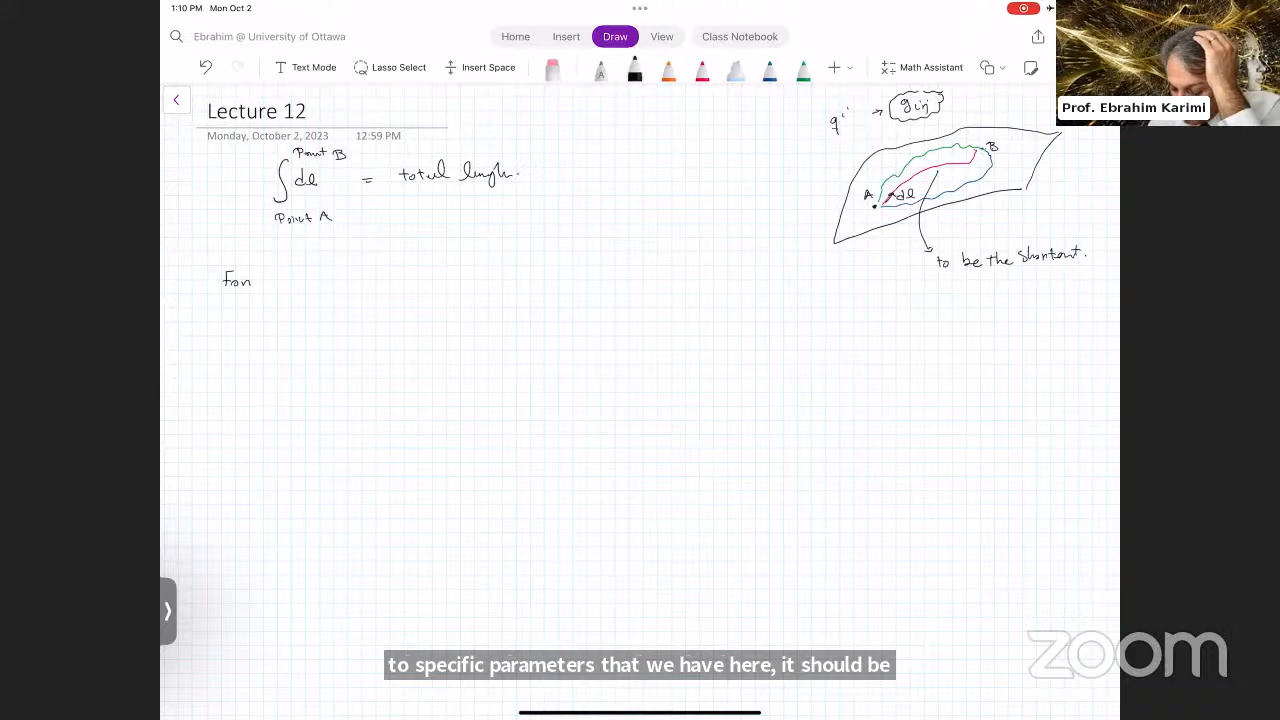 1:10 PM Mon Oct 2
Ebrahim @ University of Ottawa
Home Insert Draw View Class Notebook
Text Mode Lasso Select Insert Space Math Assistant
Prof. Ebrahim Karimi
Lecture 12
Monday, October 2, 2023 12:59 PM
Point B
∫ dl = total length.
Point A
for
g ij
B
A
dl
to be the shortest.
to specific parameters that we have here, it should be
zoom